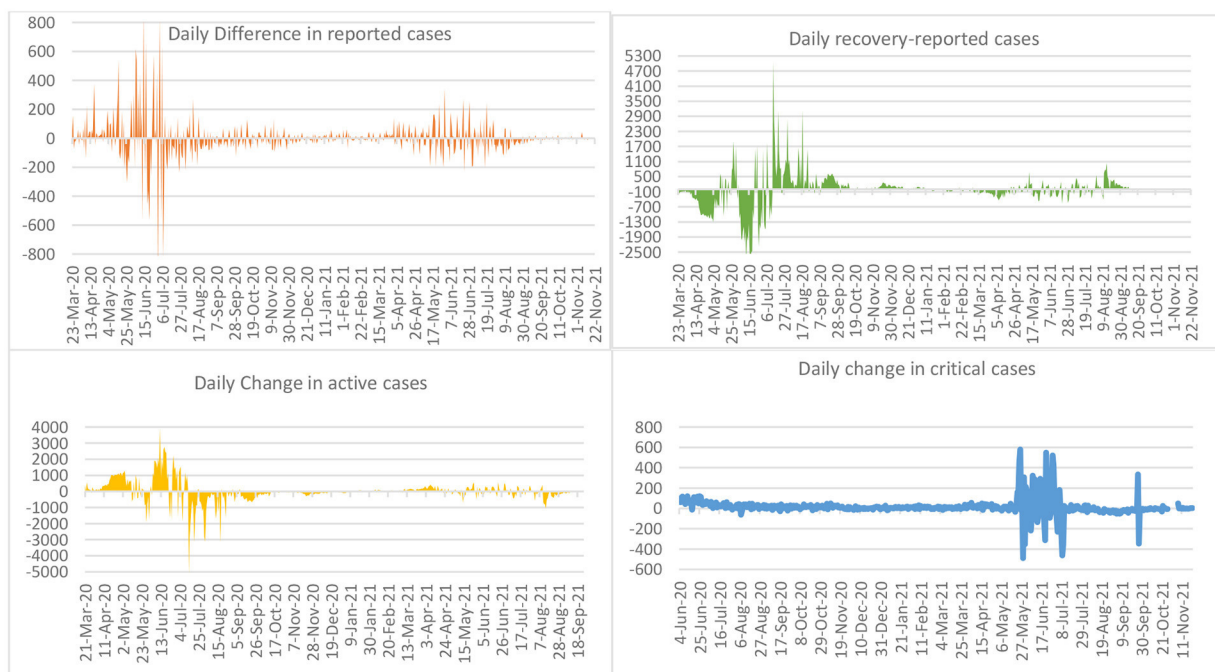 Daily Difference in reported cases
800
600
400
200
0
-200
-400
-600
-800
23-Mar-20
13-Apr-20
4-May-20
25-May-20
15-Jun-20
6-Jul-20
27-Jul-20
17-Aug-20
7-Sep-20
28-Sep-20
19-Oct-20
9-Nov-20
30-Nov-20
21-Dec-20
11-Jan-21
1-Feb-21
22-Feb-21
15-Mar-21
5-Apr-21
26-Apr-21
17-May-21
7-Jun-21
28-Jun-21
19-Jul-21
9-Aug-21
30-Aug-21
20-Sep-21
11-Oct-21
1-Nov-21
22-Nov-21
Daily recovery-reported cases
5300
4700
4100
3500
2900
2300
1700
1100
500
-100
-700
-1300
-1900
-2500
23-Mar-20
13-Apr-20
4-May-20
25-May-20
15-Jun-20
6-Jul-20
27-Jul-20
17-Aug-20
7-Sep-20
28-Sep-20
19-Oct-20
9-Nov-20
30-Nov-20
21-Dec-20
11-Jan-21
1-Feb-21
22-Feb-21
15-Mar-21
5-Apr-21
26-Apr-21
17-May-21
7-Jun-21
28-Jun-21
19-Jul-21
9-Aug-21
30-Aug-21
20-Sep-21
11-Oct-21
1-Nov-21
22-Nov-21
Daily Change in active cases
4000
3000
2000
1000
0
-1000
-2000
-3000
-4000
-5000
21-Mar-20
11-Apr-20
2-May-20
23-May-20
13-Jun-20
4-Jul-20
25-Jul-20
15-Aug-20
5-Sep-20
26-Sep-20
17-Oct-20
7-Nov-20
28-Nov-20
19-Dec-20
9-Jan-21
30-Jan-21
20-Feb-21
13-Mar-21
3-Apr-21
24-Apr-21
15-May-21
5-Jun-21
26-Jun-21
17-Jul-21
7-Aug-21
28-Aug-21
18-Sep-21
Daily change in critical cases
800
600
400
200
0
-200
-400
-600
4-Jun-20
25-Jun-20
16-Jul-20
6-Aug-20
27-Aug-20
17-Sep-20
8-Oct-20
29-Oct-20
19-Nov-20
10-Dec-20
31-Dec-20
21-Jan-21
11-Feb-21
4-Mar-21
25-Mar-21
15-Apr-21
6-May-21
27-May-21
17-Jun-21
8-Jul-21
29-Jul-21
19-Aug-21
9-Sep-21
30-Sep-21
21-Oct-21
11-Nov-21